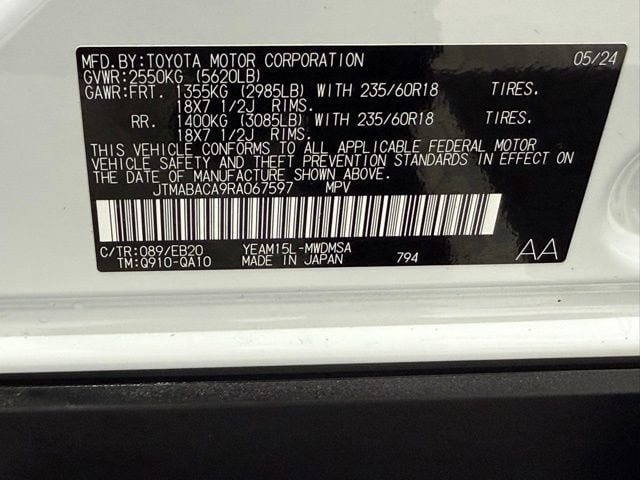 MFD.BY:TOYOTA MOTOR CORPORATION 05/24
GVWR:2550KG (5620LB)
GAWR:FRT. 1355KG (2985LB) WITH 235/60R18 TIRES.
18X7 1/2J RIMS.
RR. 1400KG (3085LB) WITH 235/60R18 TIRES.
18X7 1/2J RIMS.
THIS VEHICLE CONFORMS TO ALL APPLICABLE FEDERAL MOTOR
VEHICLE SAFETY AND THEFT PREVENTION STANDARDS IN EFFECT ON
THE DATE OF MANUFACTURE SHOWN ABOVE.
JTMABACA9RA067597 MPV
C/TR:089/EB20 YEAM15L-MWDMSA
TM:Q910-QA10 MADE IN JAPAN 794 AA